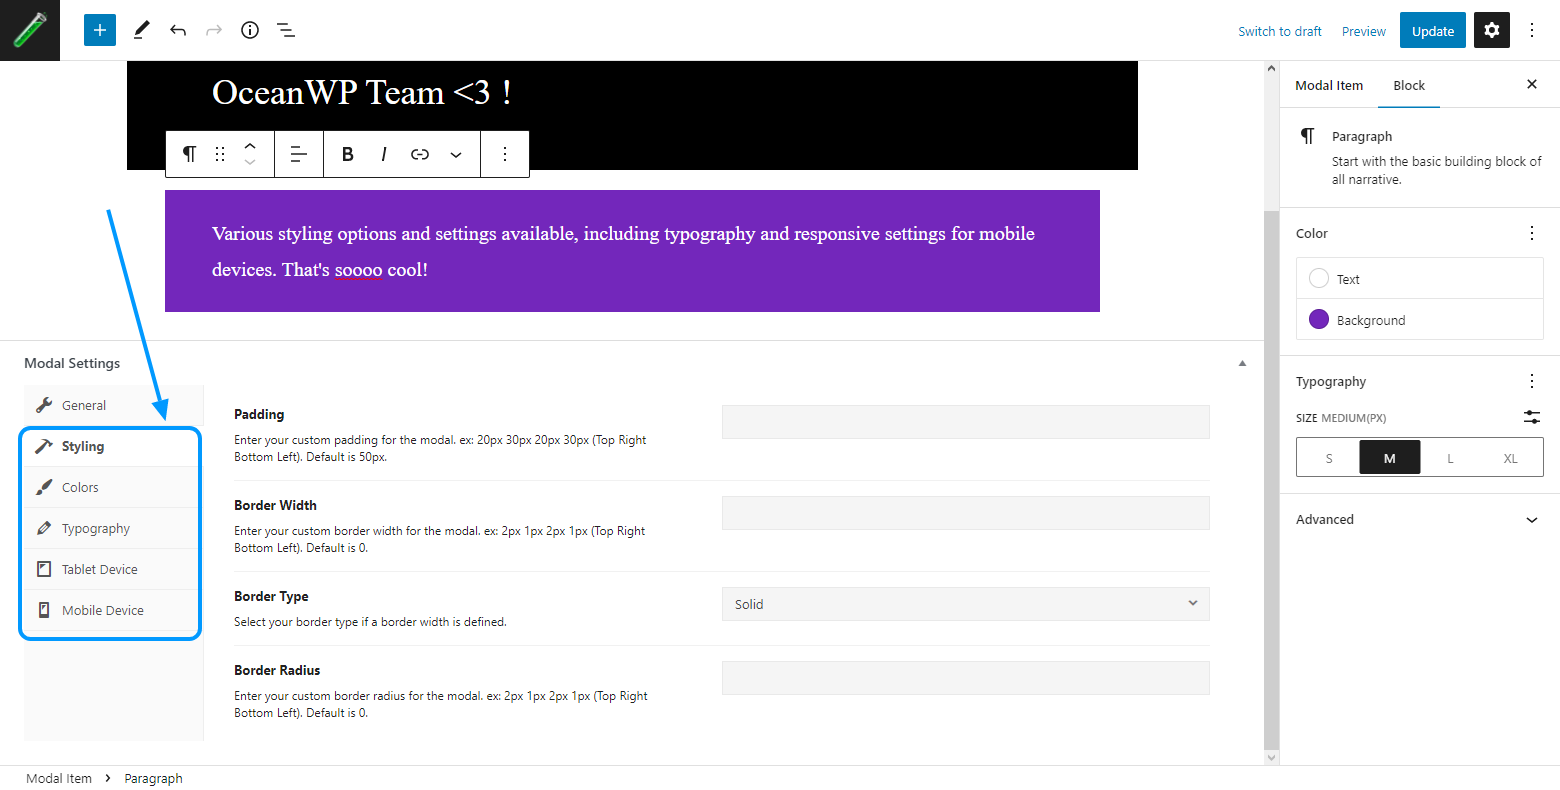 Switch to draft
Preview
Update
OceanWP Team <3 !
B I
Various styling options and settings available, including typography and responsive settings for mobile
devices. That's soooo cool!
Modal Settings
General
Styling
Colors
Typography
Tablet Device
Mobile Device
Padding
Enter your custom padding for the modal. ex: 20px 30px 20px 30px (Top Right
Bottom Left). Default is 50px.
Border Width
Enter your custom border width for the modal. ex: 2px 1px 2px 1px (Top Right
Bottom Left). Default is 0.
Border Type
Select your border type if a border width is defined.
Solid
Border Radius
Enter your custom border radius for the modal. ex: 2px 1px 2px 1px (Top Right
Bottom Left). Default is 0.
Modal Item
Block
Paragraph
Start with the basic building block of
all narrative.
Color
Text
Background
Typography
SIZE MEDIUM(PX)
S M L XL
Advanced
Modal Item › Paragraph